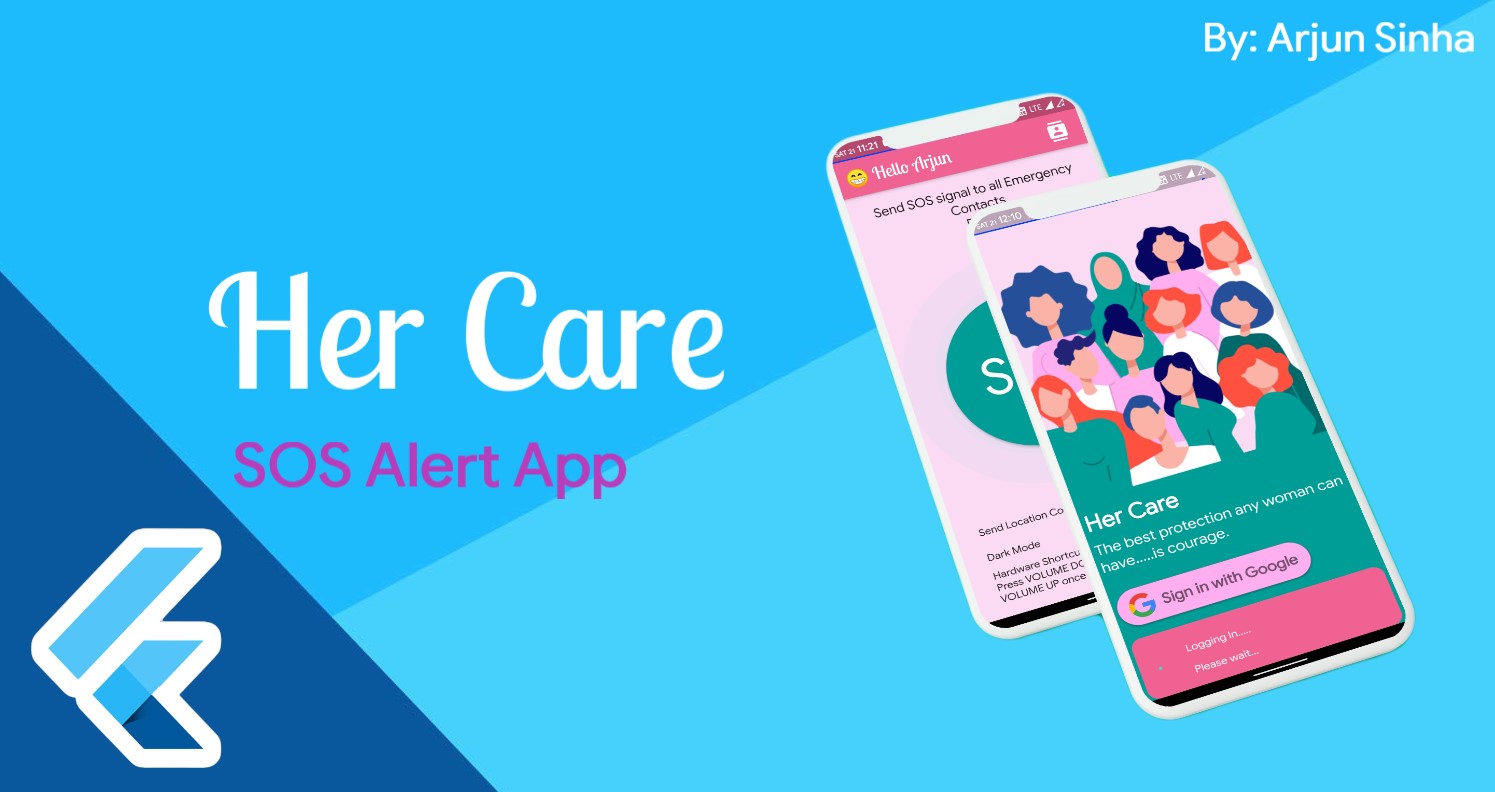 By: Arjun Sinha
Her Care
SOS Alert App
SAT 21 11:21
LTE
Hello Arjun
Send SOS signal to all Emergency
Contacts
S
Send Location Co
Dark Mode
Hardware Shortcu
Press VOLUME DO
VOLUME UP once
SAT 21 12:10
LTE
Her Care
The best protection any woman can
have.....is courage.
G Sign in with Google
Logging In.....
Please wait...